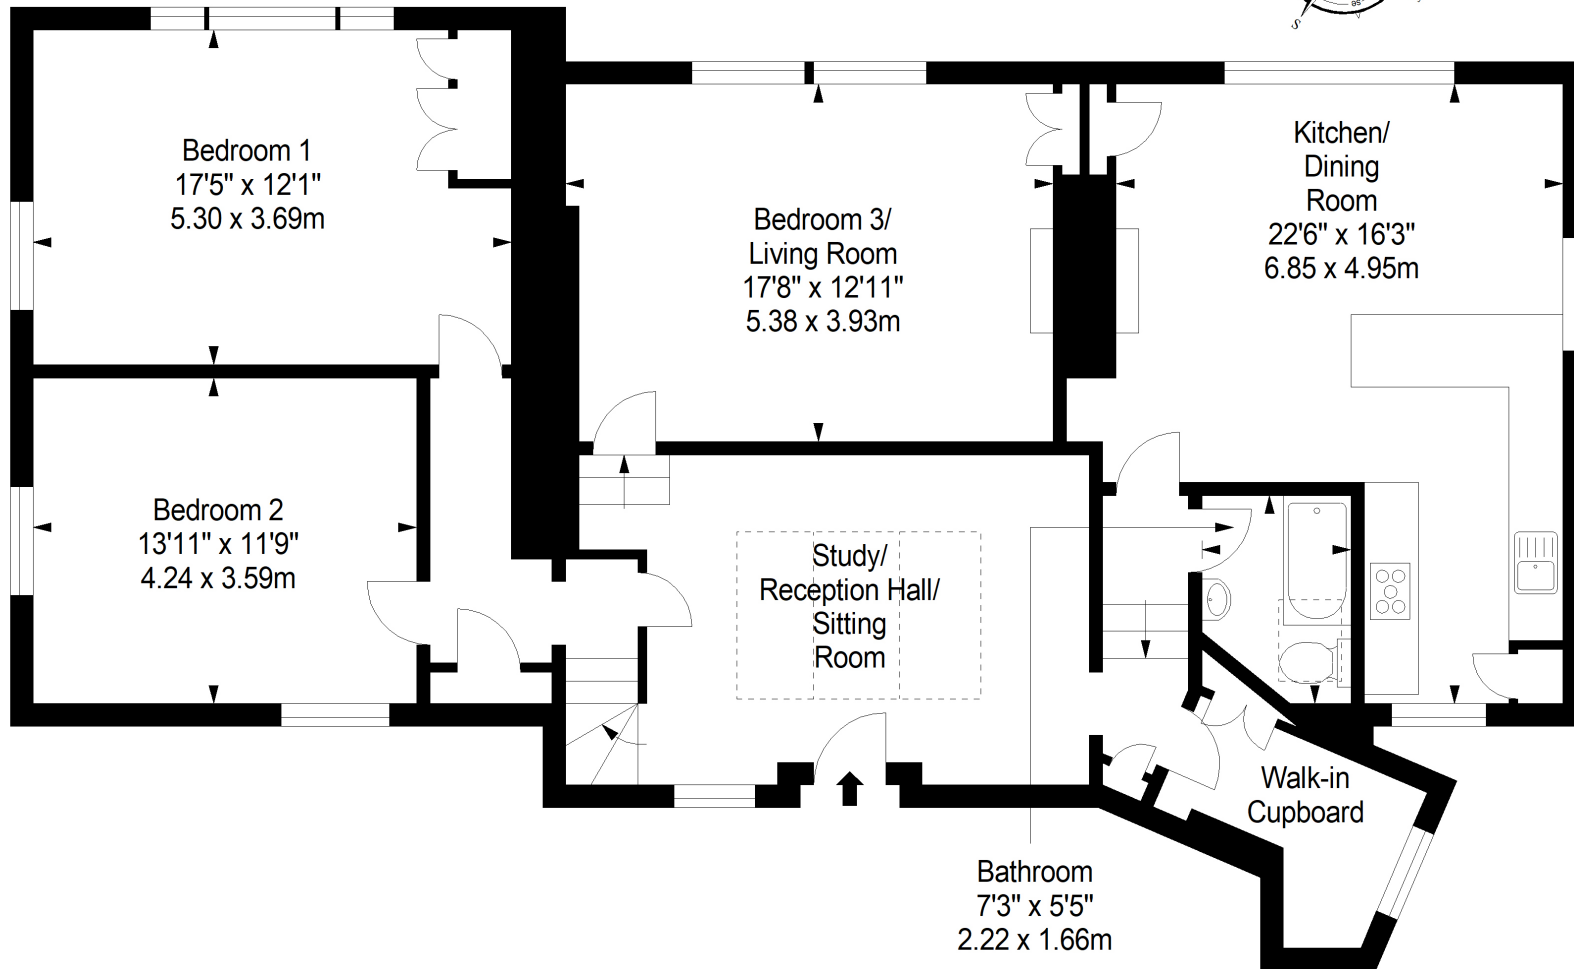 S
Bedroom 1
17'5" x 12'1"
5.30 x 3.69m
Bedroom 3/
Living Room
17'8" x 12'11"
5.38 x 3.93m
Kitchen/
Dining
Room
22'6" x 16'3"
6.85 x 4.95m
Bedroom 2
13'11" x 11'9"
4.24 x 3.59m
Study/
Reception Hall/
Sitting
Room
Walk-in
Cupboard
Bathroom
7'3" x 5'5"
2.22 x 1.66m